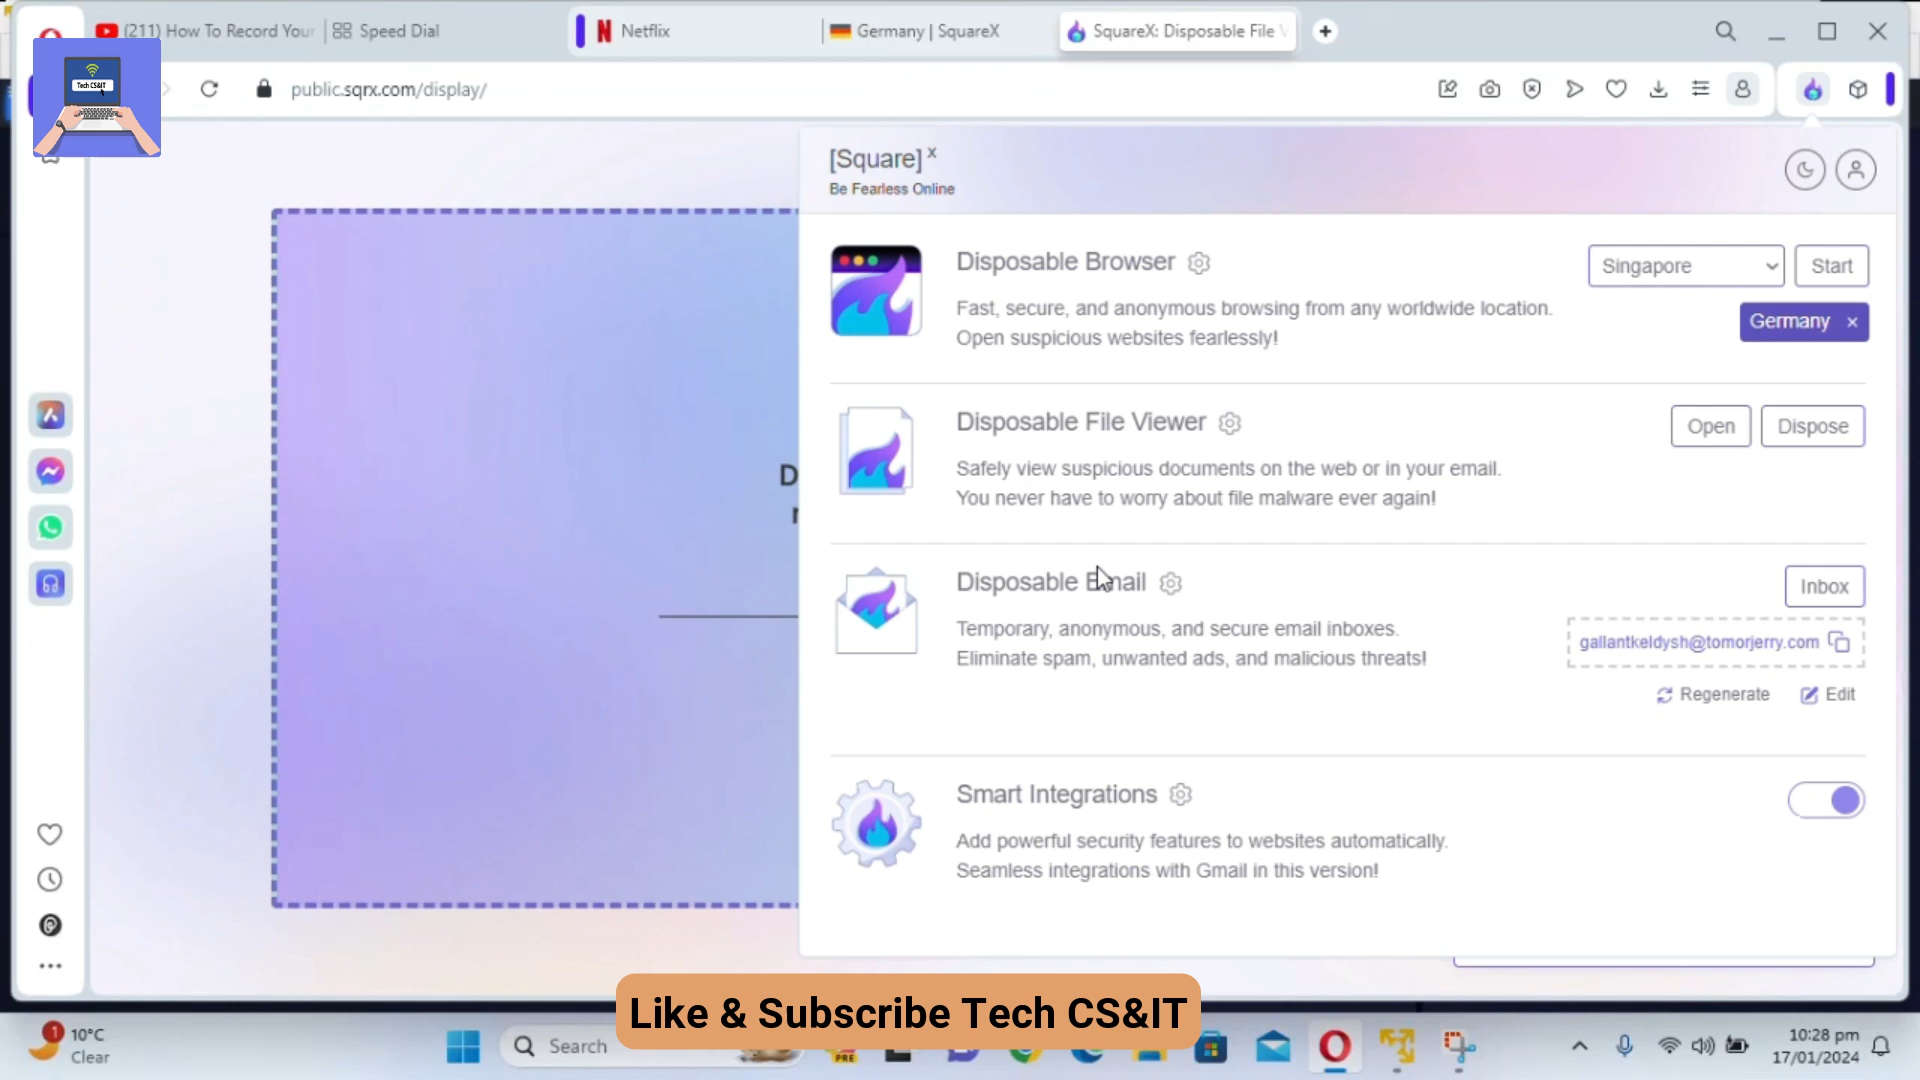 (211) How To Record Your
Speed Dial
Netflix
Germany | SquareX
SquareX: Disposable File
Tech CS&IT
public.sqrx.com/display/
[Square] x
Be Fearless Online
Disposable Browser
Singapore
Start
Fast, secure, and anonymous browsing from any worldwide location.
Open suspicious websites fearlessly!
Germany ×
Disposable File Viewer
Open
Dispose
Safely view suspicious documents on the web or in your email.
You never have to worry about file malware ever again!
D
Disposable Email
Inbox
Temporary, anonymous, and secure email inboxes.
Eliminate spam, unwanted ads, and malicious threats!
gallantkeldysh@tomorjerry.com
Regenerate
Edit
Smart Integrations
Add powerful security features to websites automatically.
Seamless integrations with Gmail in this version!
Like & Subscribe Tech CS&IT
1
10°C
Clear
Search
PRE
10:28 pm
17/01/2024